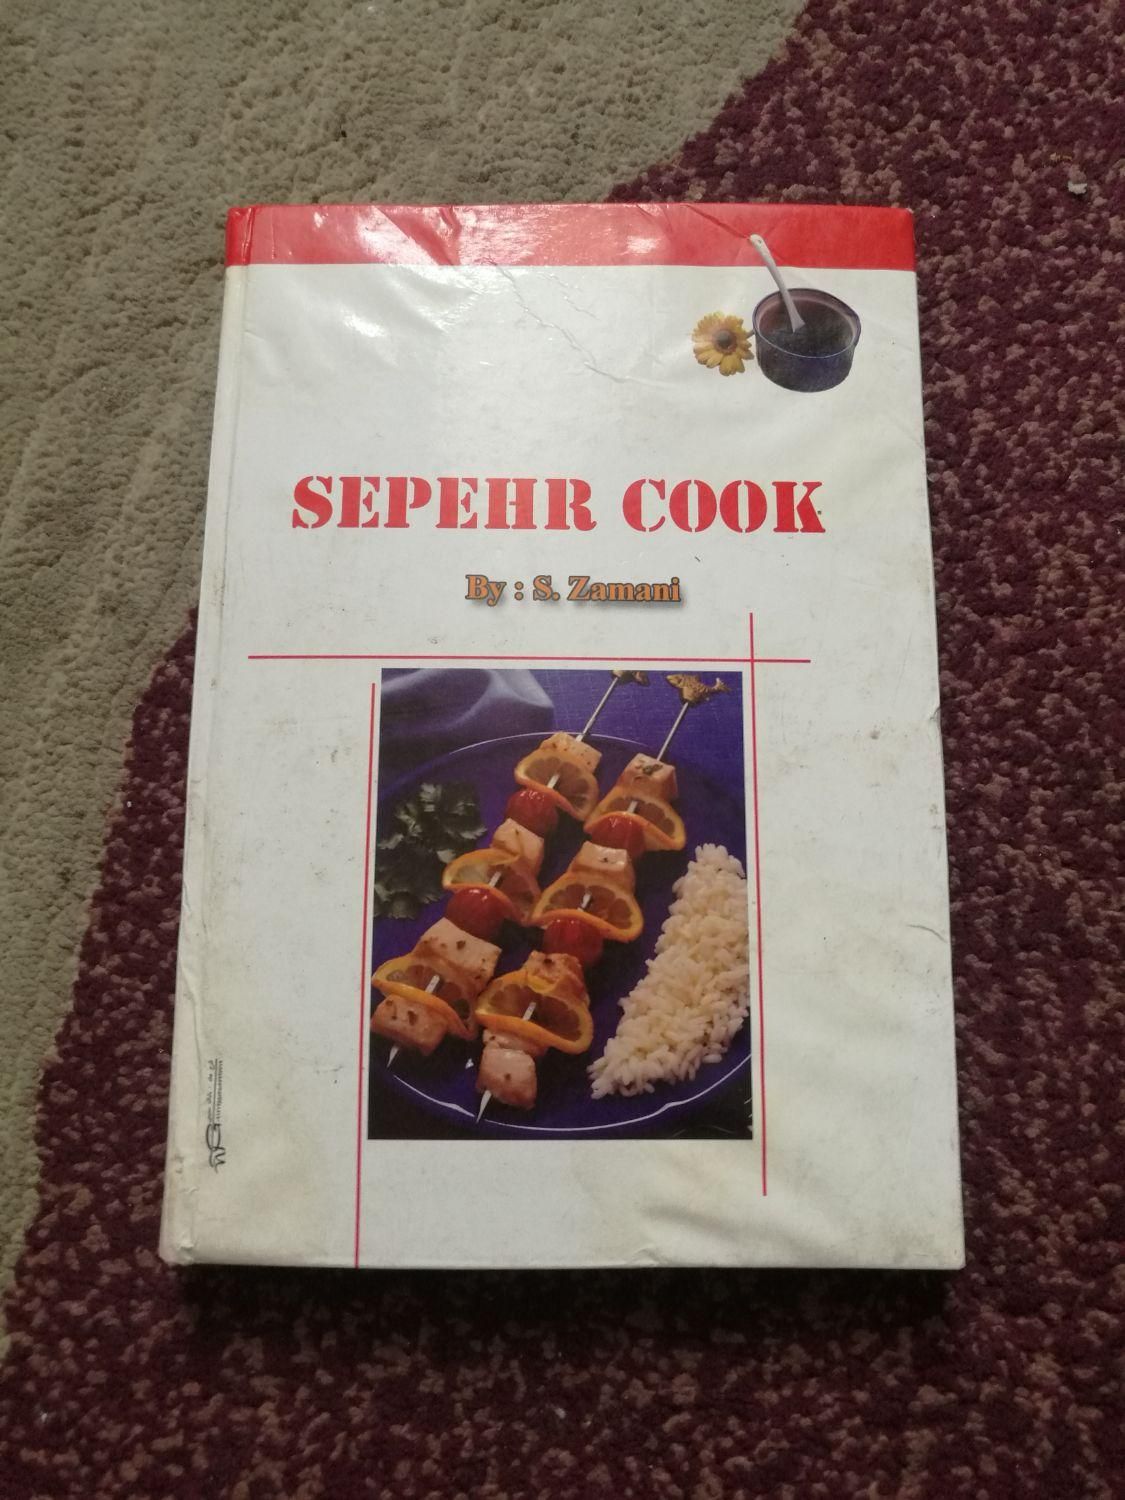 SEPEHR COOK
By : S. Zamani